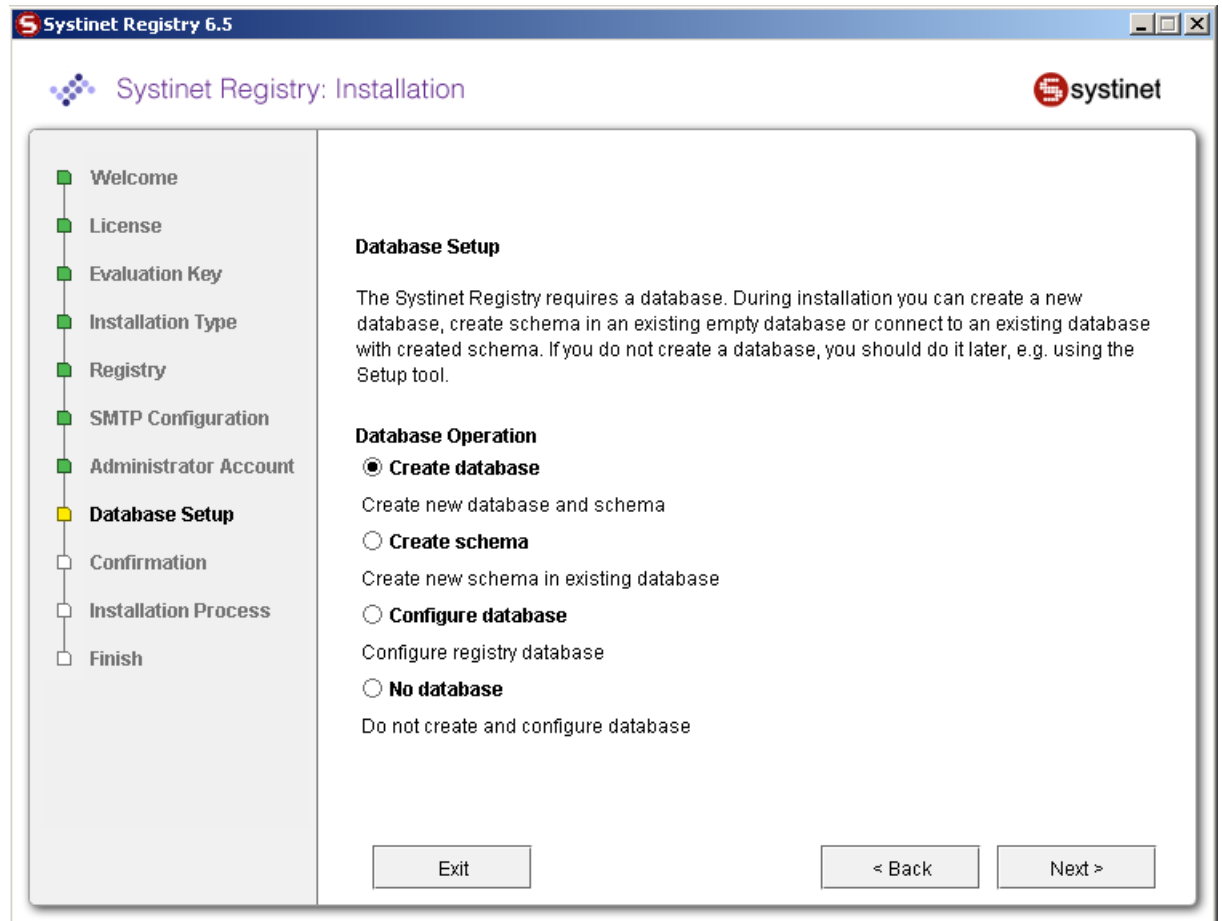 Systinet Registry 6.5
Systinet Registry: Installation
systinet
Welcome
License
Evaluation Key
Installation Type
Registry
SMTP Configuration
Administrator Account
Database Setup
Confirmation
Installation Process
Finish
Database Setup
The Systinet Registry requires a database. During installation you can create a new
database, create schema in an existing empty database or connect to an existing database
with created schema. If you do not create a database, you should do it later, e.g. using the
Setup tool.
Database Operation
Create database
Create new database and schema
Create schema
Create new schema in existing database
Configure database
Configure registry database
No database
Do not create and configure database
Exit
< Back
Next >